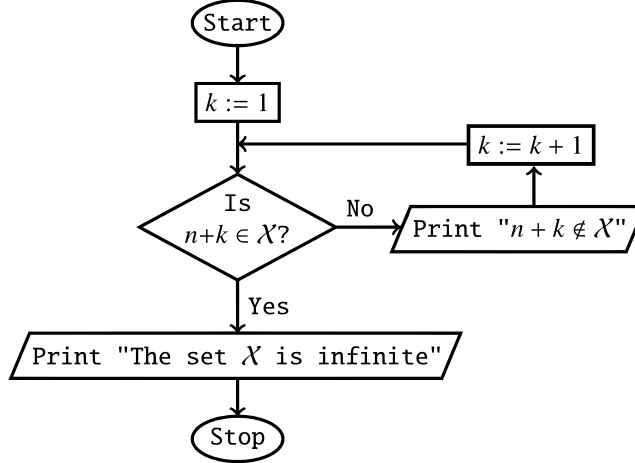 Start
k := 1
k := k + 1
Is
n+k ∈ 𝒳?
No
Print "n + k ∉ 𝒳"
Yes
Print "The set 𝒳 is infinite"
Stop